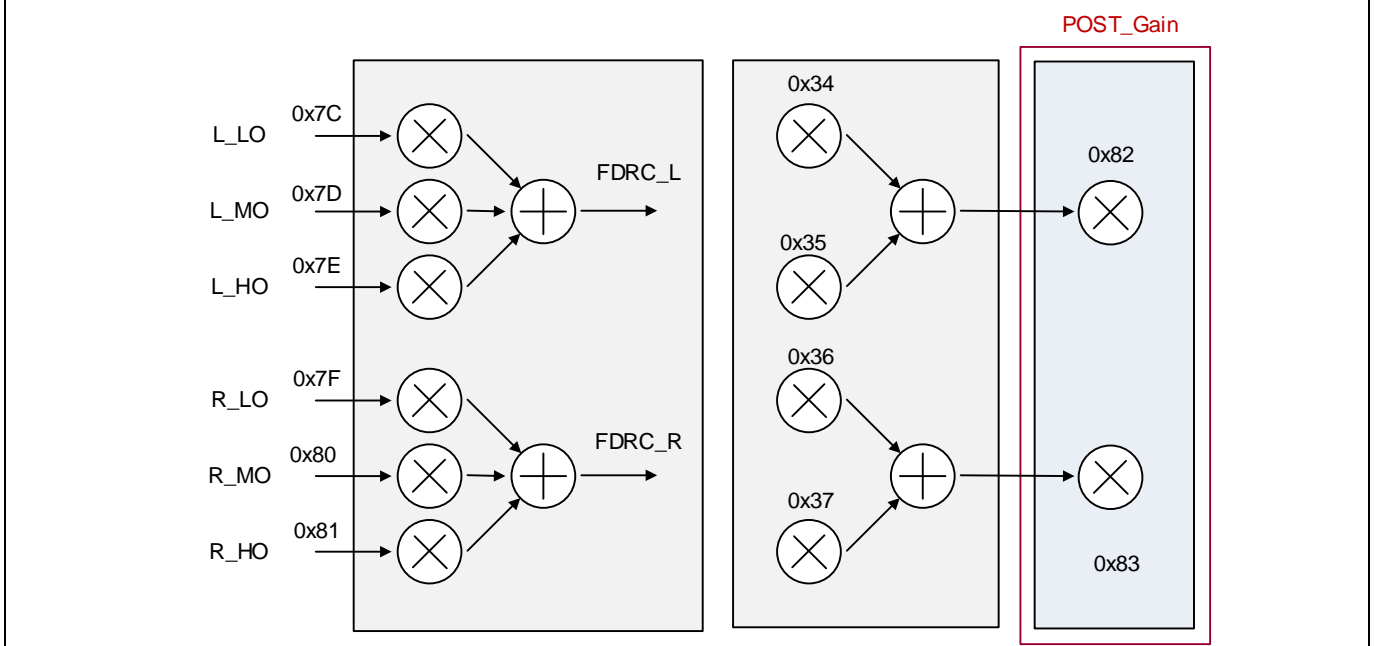 POST_Gain
0x34
0x7C
L_LO
0x82
FDRC_L
0x7D
L_MO
0x35
0x7E
L_HO
0x36
0x7F
R_LO
FDRC_R
0x80
R_MO
0x37
0x81
R_HO
0x83